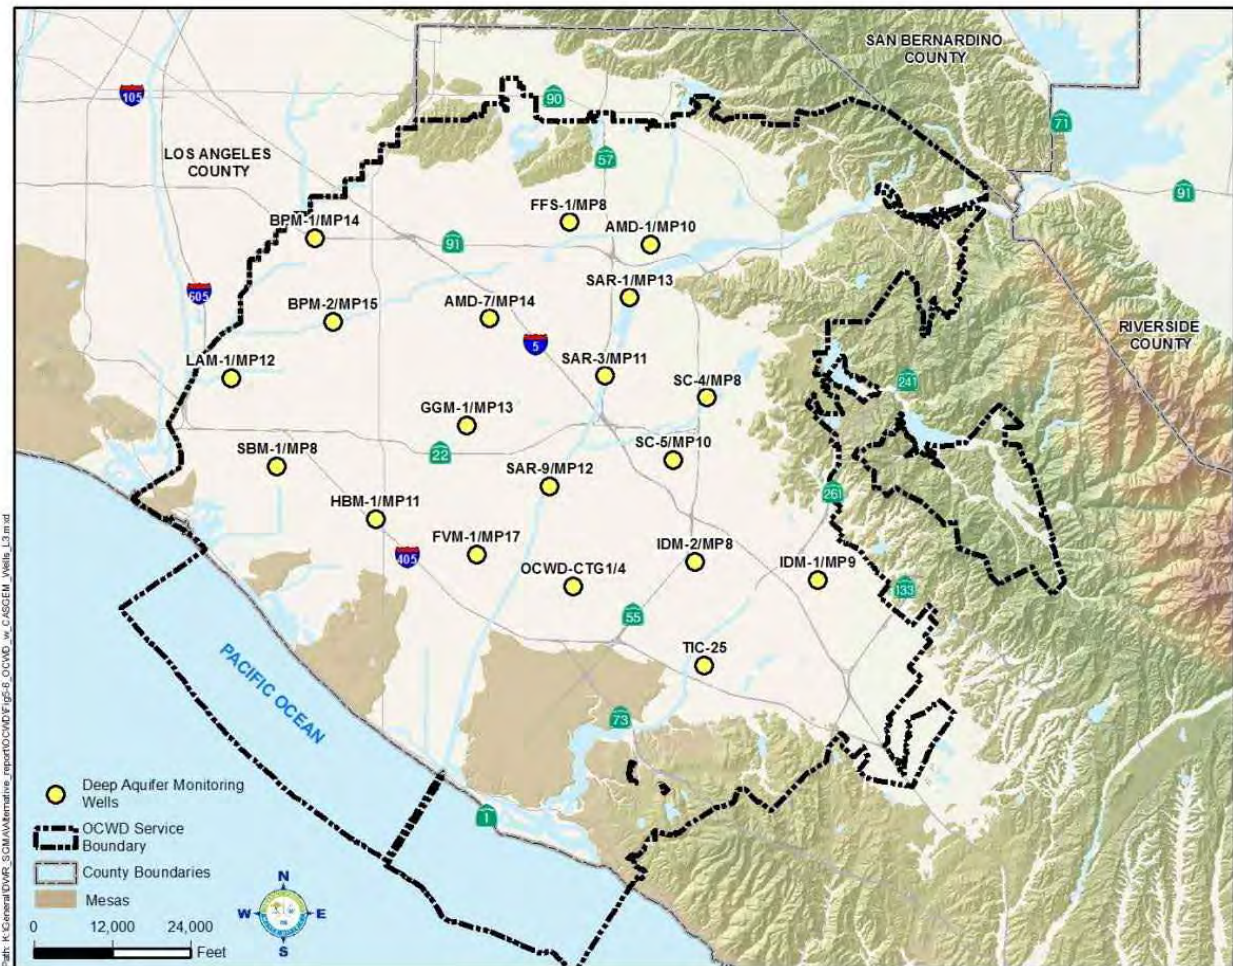 SAN BERNARDINO
COUNTY
105
90
71
57
LOS ANGELES
COUNTY
91
FFS-1/MP8
BPM-1/MP14
AMD-1/MP10
91
605
SAR-1/MP13
BPM-2/MP15
AMD-7/MP14
RIVERSIDE
COUNTY
5
LAM-1/MP12
SAR-3/MP11
SC-4/MP8
241
GGM-1/MP13
SBM-1/MP8
22
SC-5/MP10
SAR-9/MP12
261
HBM-1/MP11
FVM-1/MP17
405
IDM-2/MP8
IDM-1/MP9
OCWD-CTG1/4
133
55
TIC-25
PACIFIC OCEAN
73
1
Deep Aquifer Monitoring
Wells
OCWD Service
Boundary
County Boundaries
Mesas
N
W
E
S
0
12,000
24,000
Feet